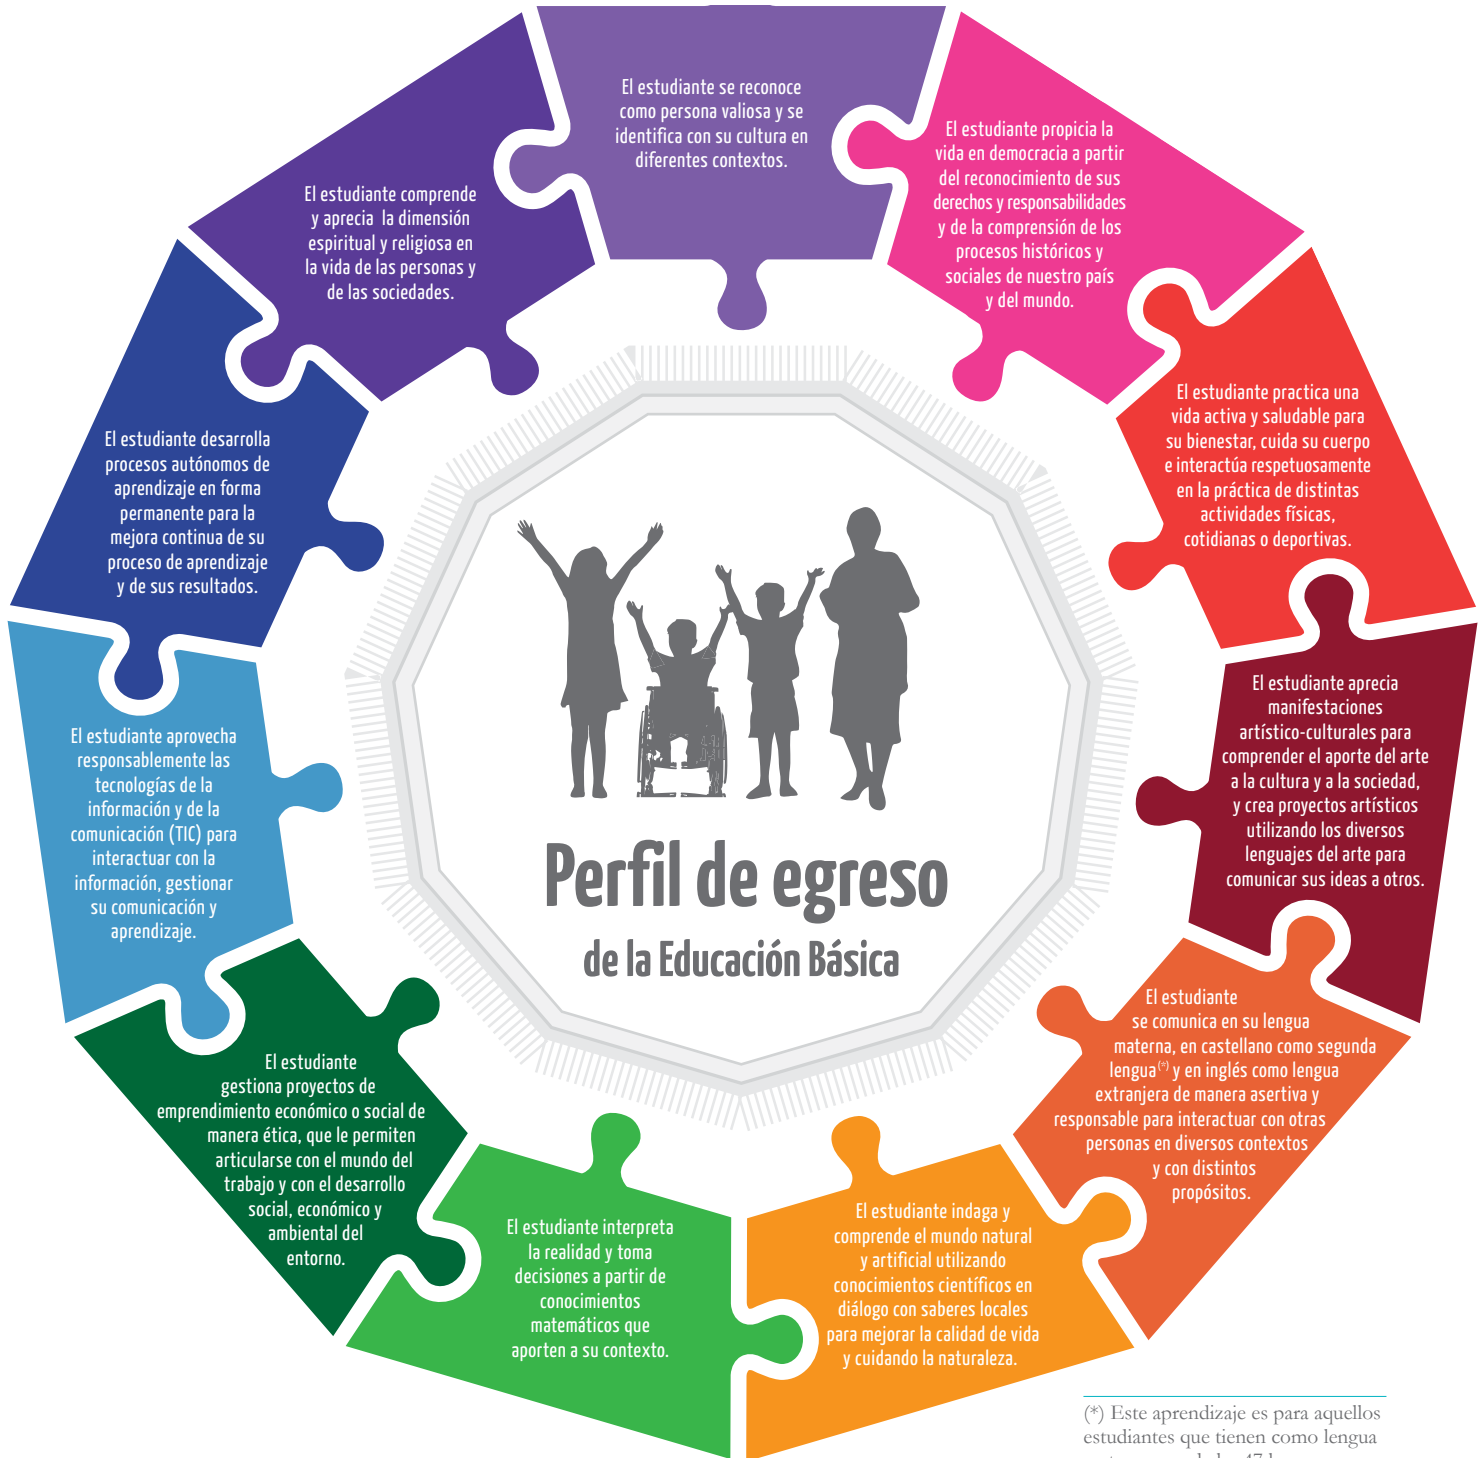 El estudiante se reconoce
como persona valiosa y se
identifica con su cultura en
diferentes contextos.
El estudiante propicia la
vida en democracia a partir
del reconocimiento de sus
derechos y responsabilidades
y de la comprensión de los
procesos históricos y
sociales de nuestro país
y del mundo.
El estudiante practica una
vida activa y saludable para
su bienestar, cuida su cuerpo
e interactúa respetuosamente
en la práctica de distintas
actividades físicas,
cotidianas o deportivas.
El estudiante aprecia
manifestaciones
artístico-culturales para
comprender el aporte del arte
a la cultura y a la sociedad,
y crea proyectos artísticos
utilizando los diversos
lenguajes del arte para
comunicar sus ideas a otros.
El estudiante
se comunica en su lengua
materna, en castellano como segunda
lengua(*) y en inglés como lengua
extranjera de manera asertiva y
responsable para interactuar con otras
personas en diversos contextos
y con distintos
propósitos.
El estudiante indaga y
comprende el mundo natural
y artificial utilizando
conocimientos científicos en
diálogo con saberes locales
para mejorar la calidad de vida
y cuidando la naturaleza.
El estudiante interpreta
la realidad y toma
decisiones a partir de
conocimientos
matemáticos que
aporten a su contexto.
El estudiante
gestiona proyectos de
emprendimiento económico o social de
manera ética, que le permiten
articularse con el mundo del
trabajo y con el desarrollo
social, económico y
ambiental del
entorno.
El estudiante aprovecha
responsablemente las
tecnologías de la
información y de la
comunicación (TIC) para
interactuar con la
información, gestionar
su comunicación y
aprendizaje.
El estudiante desarrolla
procesos autónomos de
aprendizaje en forma
permanente para la
mejora continua de su
proceso de aprendizaje
y de sus resultados.
El estudiante comprende
y aprecia la dimensión
espiritual y religiosa en
la vida de las personas y
de las sociedades.
Perfil de egreso
de la Educación Básica
(*) Este aprendizaje es para aquellos
estudiantes que tienen como lengua